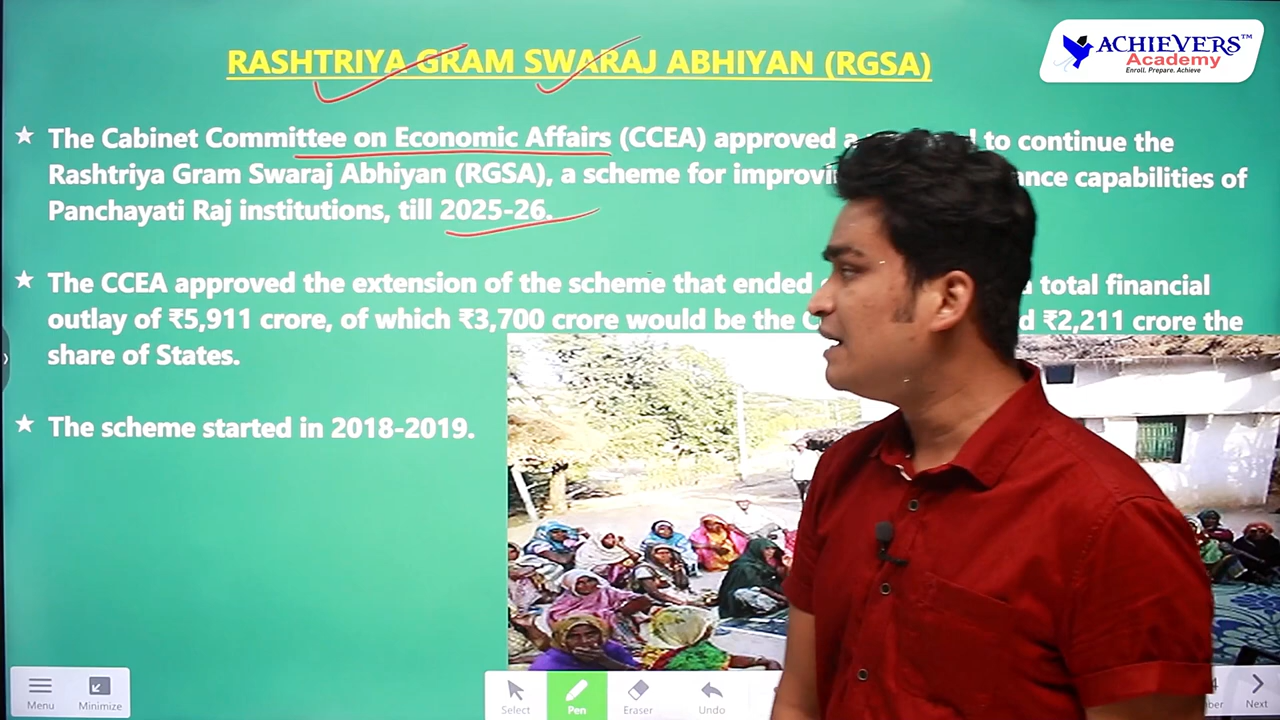 RASHTRIYA GRAM SWARAJ ABHIYAN (RGSA)
ACHIEVERS™
Academy
Enroll. Prepare. Achieve
★ The Cabinet Committee on Economic Affairs (CCEA) approved a to continue the
Rashtriya Gram Swaraj Abhiyan (RGSA), a scheme for capabilities of
Panchayati Raj institutions, till 2025-26.
★ The CCEA approved the extension of the scheme that ended total financial
outlay of ₹5,911 crore, of which ₹3,700 crore would be the ₹2,211 crore the
share of States.
★ The scheme started in 2018-2019.
Menu
Minimize
Select
Pen
Eraser
Undo
Next